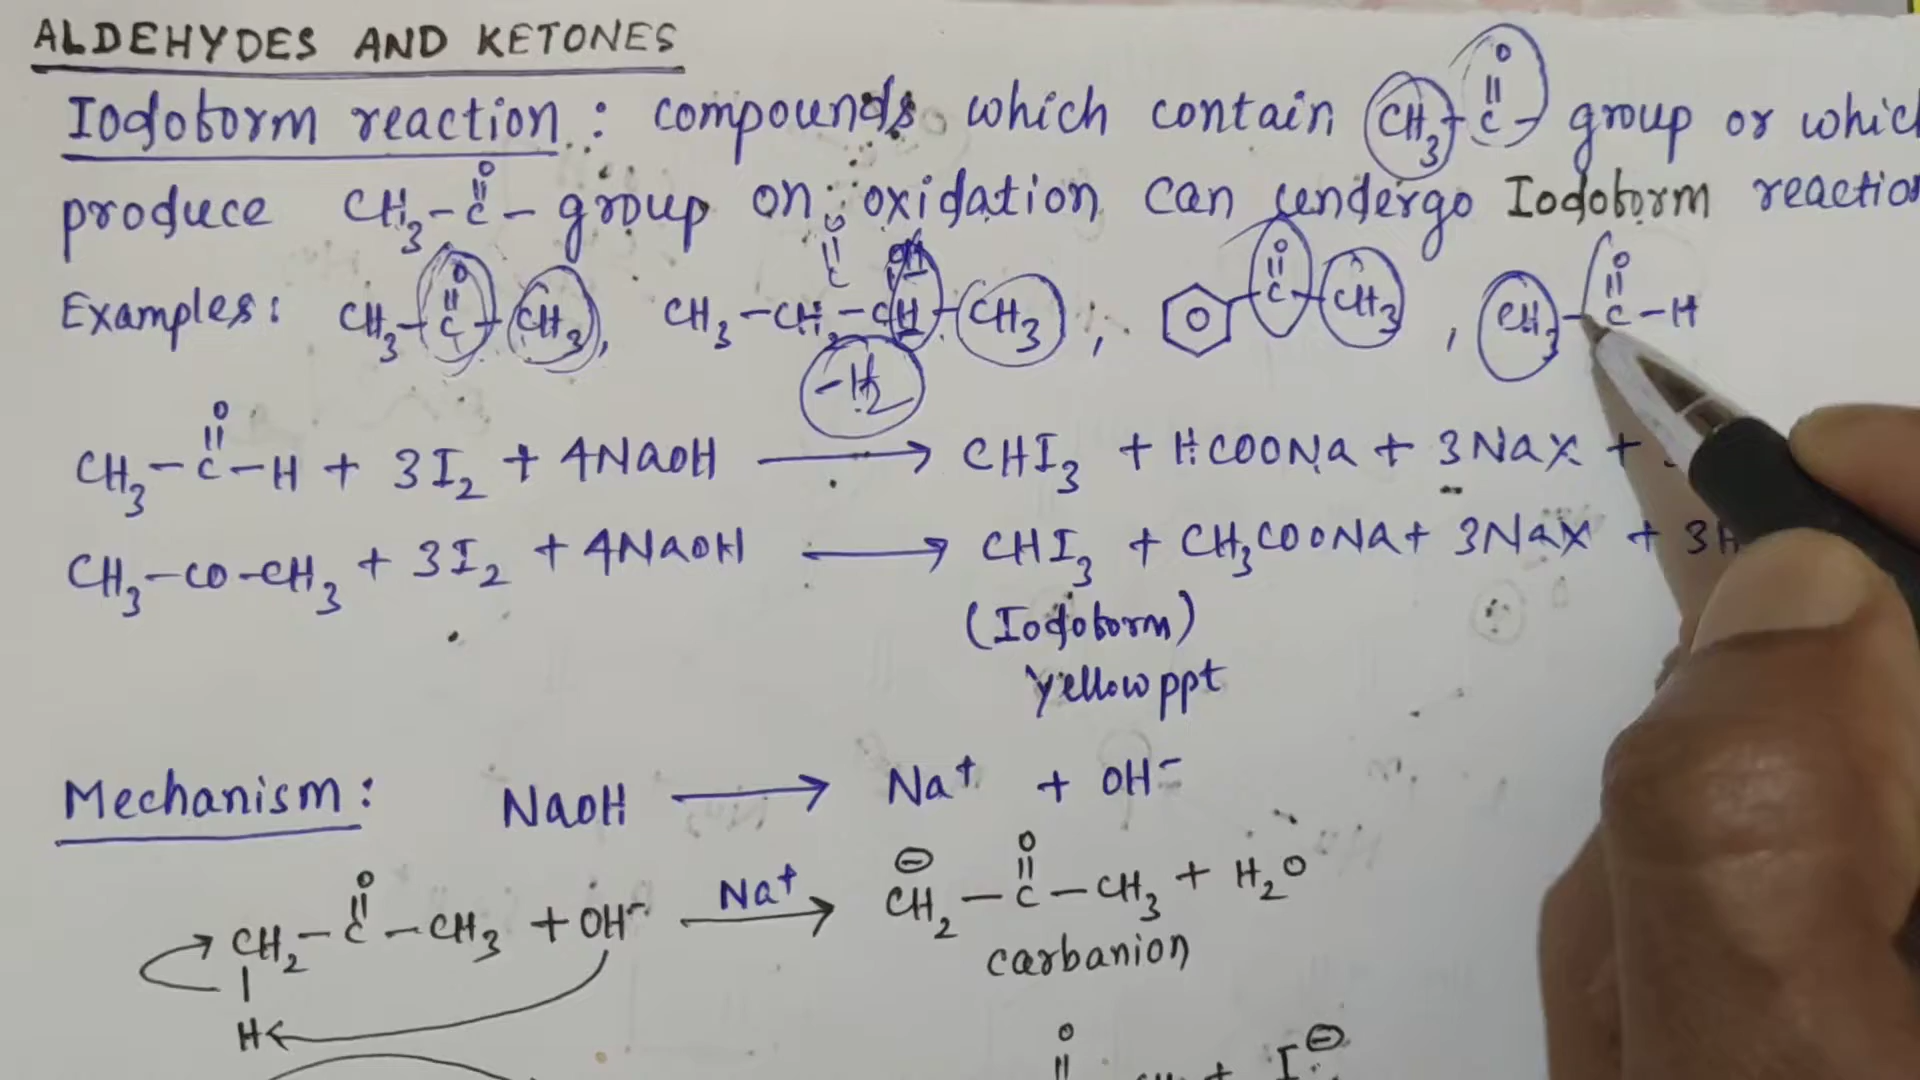 ALDEHYDES AND KETONES
Iodoform reaction : compounds which contain CH3-C(=O)- group or which
produce CH3-C(=O)- group on oxidation can undergo Iodoform reaction
Examples: CH3-C(=O)-CH3, CH3-CH2-CH(OH)-CH3 ; C(=O)-CH3 , CH3-C(=O)-H
O=C
-H2
CH3-C(=O)-H + 3I2 + 4NaOH → CHI3 + HCOONa + 3NaX +
CH3-CO-CH3 + 3I2 + 4NaOH → CHI3 + CH3COONa + 3NaX + 3H
(Iodoform)
yellow ppt
Mechanism: NaOH → Na+ + OH-
CH2-C(=O)-CH3 + OH- Na+ → ⊖CH2-C(=O)-CH3 + H2O
H carbanion
O
+ I⊖